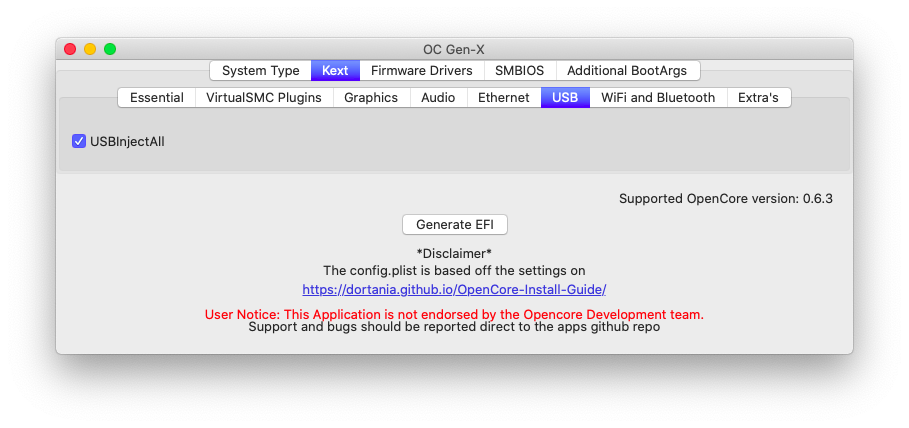 OC Gen-X
System Type Kext Firmware Drivers SMBIOS Additional BootArgs
Essential VirtualSMC Plugins Graphics Audio Ethernet USB WiFi and Bluetooth Extra's
USBInjectAll
Supported OpenCore version: 0.6.3
Generate EFI
*Disclaimer*
The config.plist is based off the settings on
https://dortania.github.io/OpenCore-Install-Guide/
User Notice: This Application is not endorsed by the Opencore Development team.
Support and bugs should be reported direct to the apps github repo